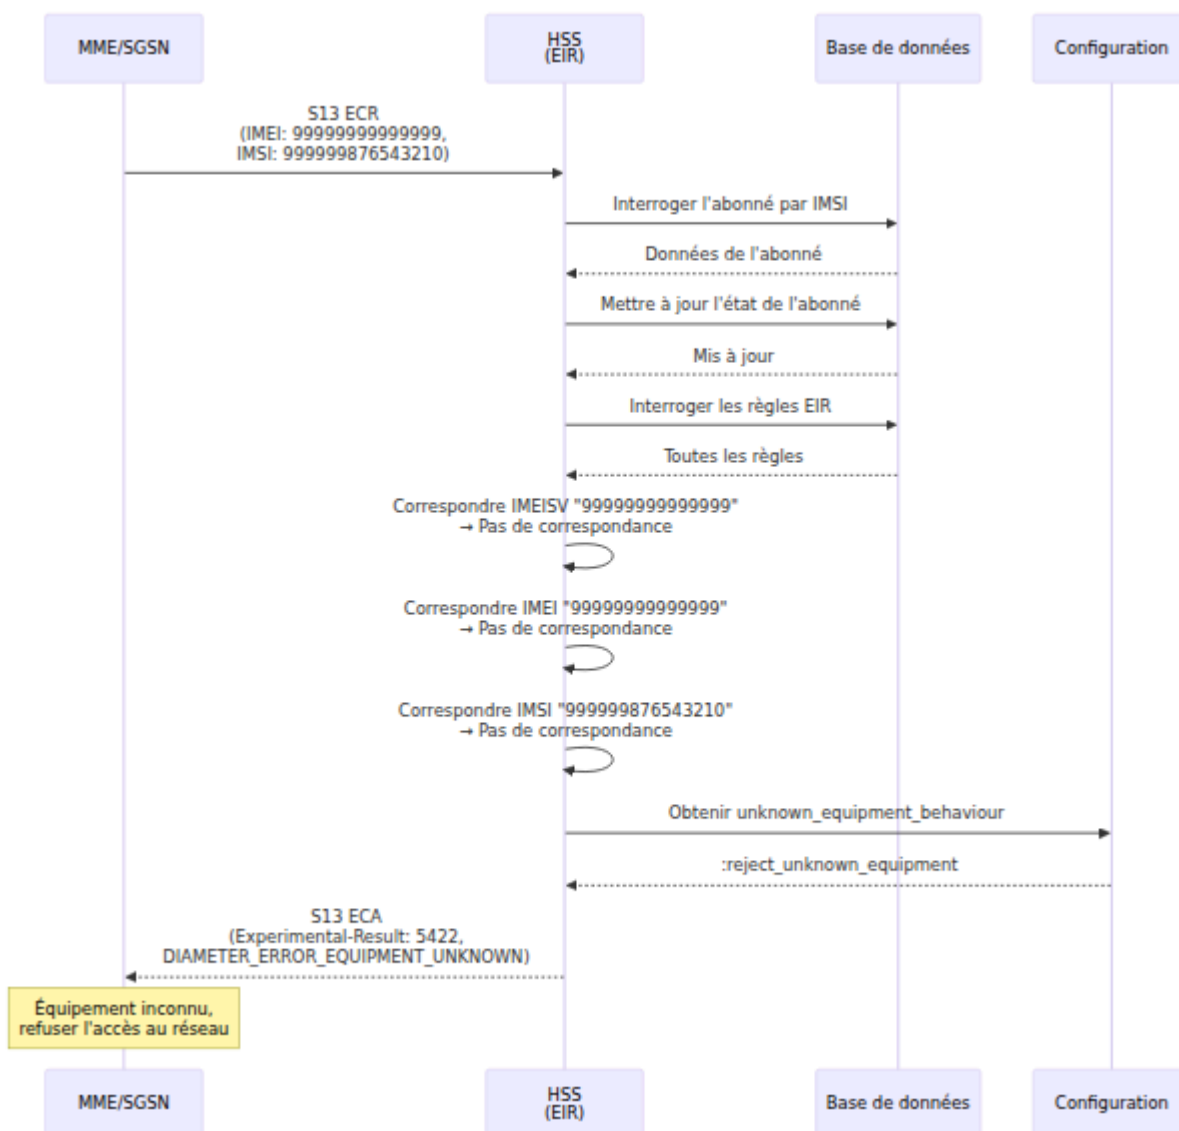 MME/SGSN
HSS
(EIR)
Base de données
Configuration
S13 ECR
(IMEI: 99999999999999,
IMSI: 999999876543210)
Interroger l'abonné par IMSI
Données de l'abonné
Mettre à jour l'état de l'abonné
Mis à jour
Interroger les règles EIR
Toutes les règles
Correspondre IMEISV "99999999999999"
→ Pas de correspondance
Correspondre IMEI "99999999999999"
→ Pas de correspondance
Correspondre IMSI "999999876543210"
→ Pas de correspondance
Obtenir unknown_equipment_behaviour
:reject_unknown_equipment
S13 ECA
(Experimental-Result: 5422,
DIAMETER_ERROR_EQUIPMENT_UNKNOWN)
Équipement inconnu,
refuser l'accès au réseau
MME/SGSN
HSS
(EIR)
Base de données
Configuration